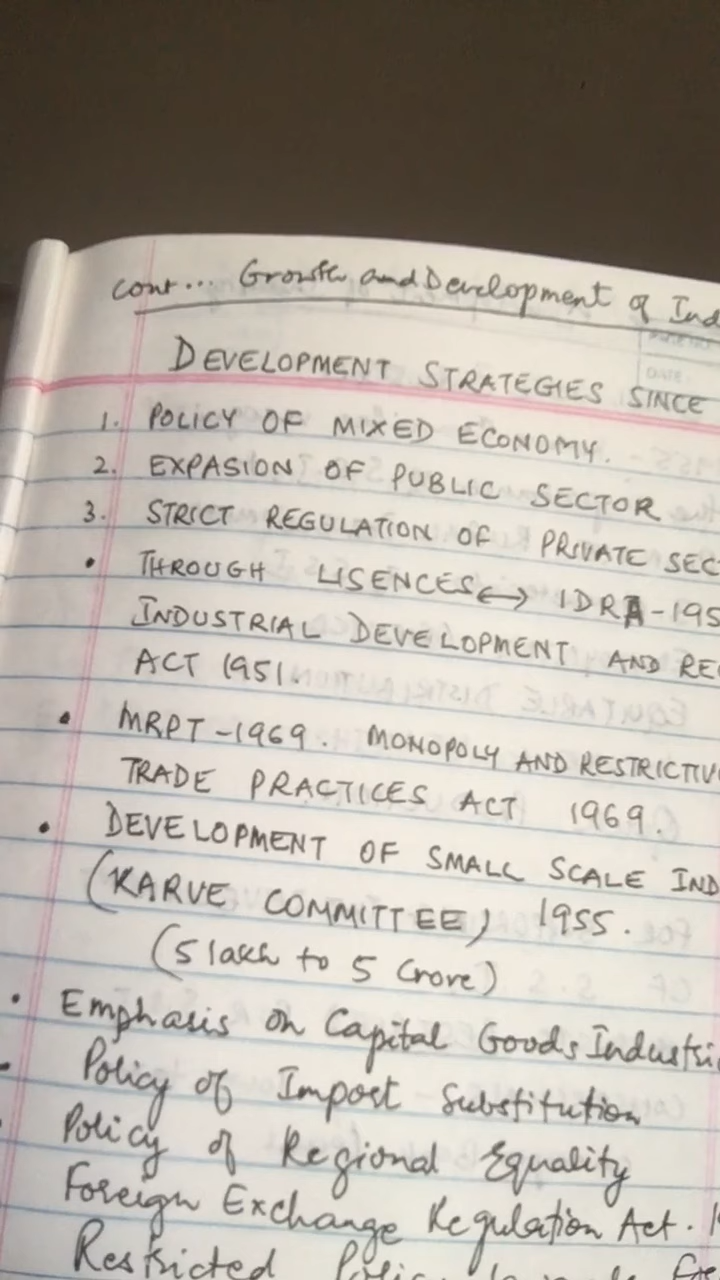 cont... Growth and Development of Ind
DEVELOPMENT STRATEGIES SINCE
1. POLICY OF MIXED ECONOMY.
2. EXPASION OF PUBLIC SECTOR
3. STRICT REGULATION OF PRIVATE SEC
• THROUGH LISENCES ↔ IDRA-195
INDUSTRIAL DEVELOPMENT AND RE
ACT 1951.
• MRPT-1969. MONOPOLY AND RESTRICTIV
TRADE PRACTICES ACT 1969.
• DEVELOPMENT OF SMALL SCALE IND
(KARVE COMMITTEE) 1955.
(5 lakh to 5 Crore)
• Emphasis on Capital Goods Industri
• Policy of Import Substitution
Policy of Regional Equality
Foreign Exchange Regulation Act. 1
Restricted